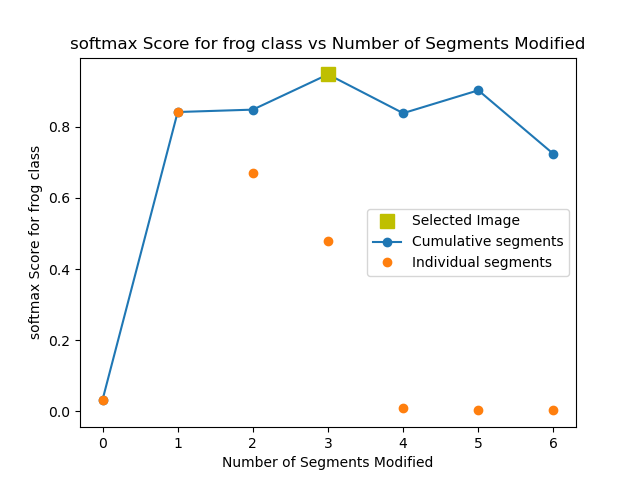 softmax Score for frog class vs Number of Segments Modified
softmax Score for frog class
0.8
0.6
0.4
0.2
0.0
Selected Image
Cumulative segments
Individual segments
0 1 2 3 4 5 6
Number of Segments Modified